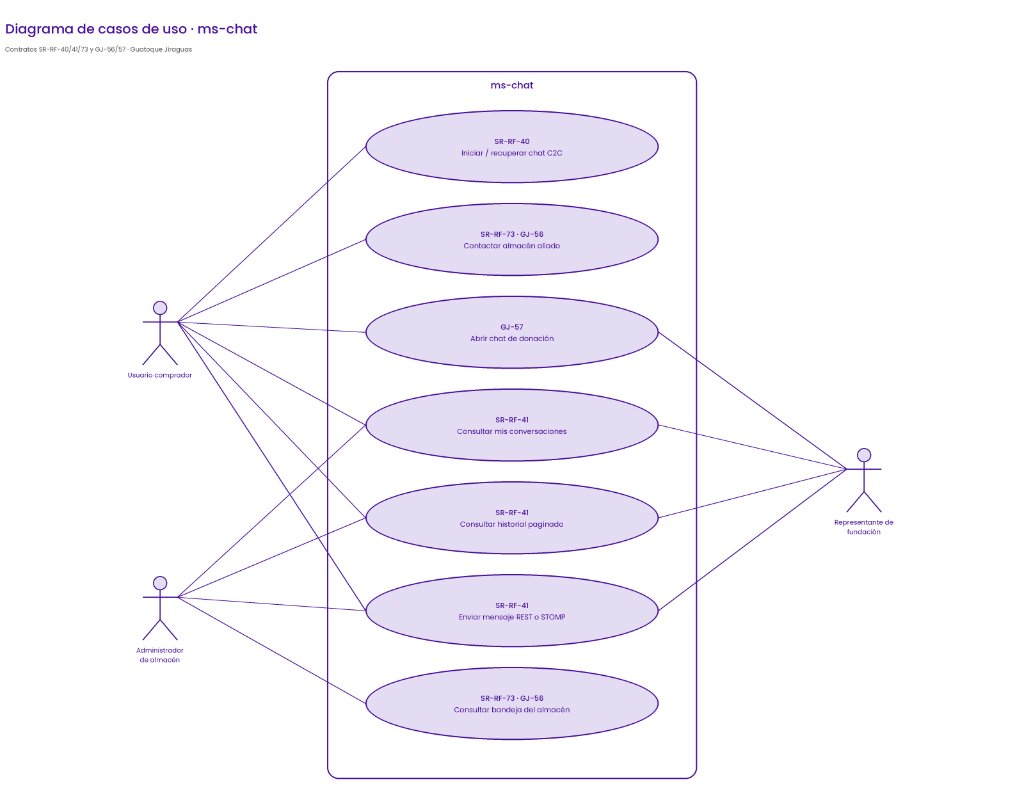 Diagrama de casos de uso · ms-chat
Contratos SR-RF-40/41/73 y GJ-56/57 · Guataque Jiraguas
ms-chat
SR-RF-40
Iniciar / recuperar chat C2C
SR-RF-73 · GJ-56
Contactar almacén aliado
GJ-57
Abrir chat de donación
Usuario comprador
SR-RF-41
Consultar mis conversaciones
SR-RF-41
Consultar historial paginado
Representante de
fundación
SR-RF-41
Enviar mensaje REST o STOMP
Administrador
de almacén
SR-RF-73 · GJ-56
Consultar bandeja del almacén